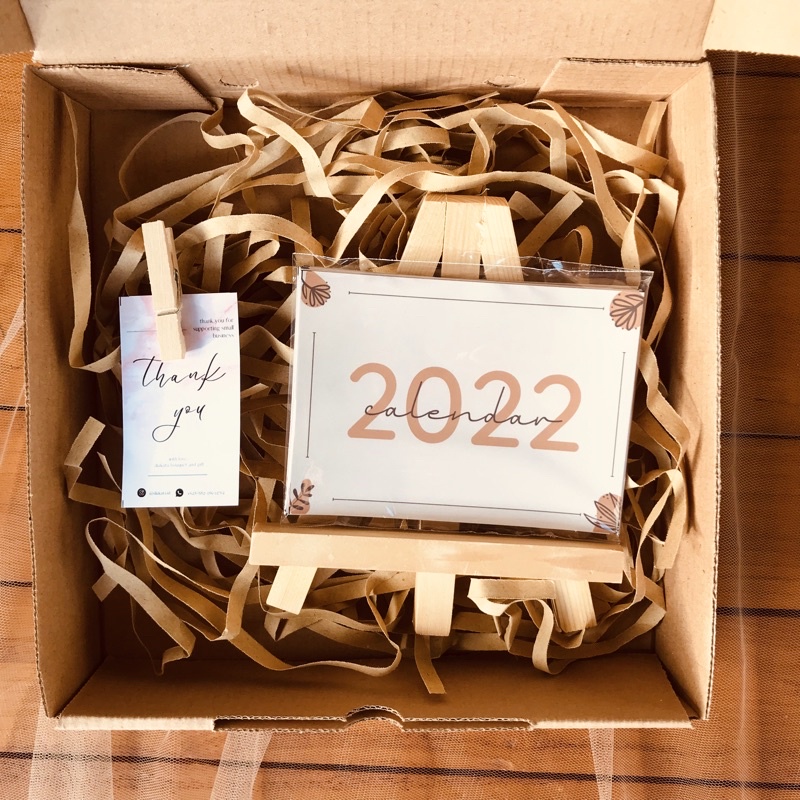 thank you for
supporting small
business
thank
you
2022
calendar